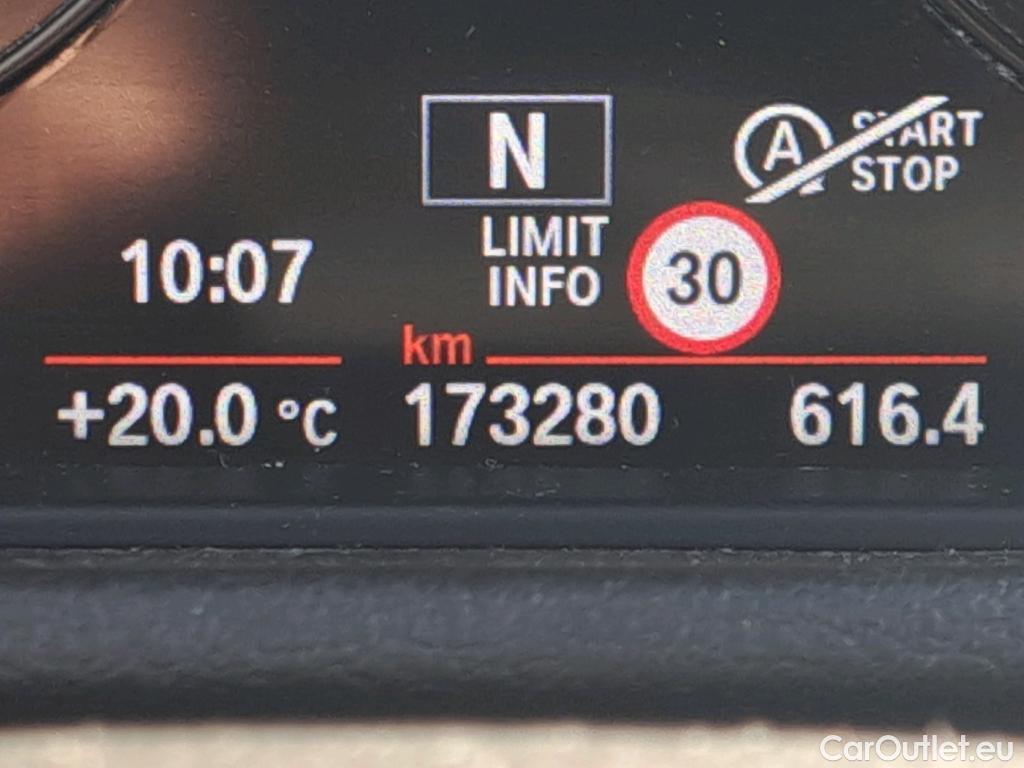 N
A START
STOP
LIMIT
INFO
30
10:07
km
+20.0 °C 173280 616.4
CarOutlet.eu